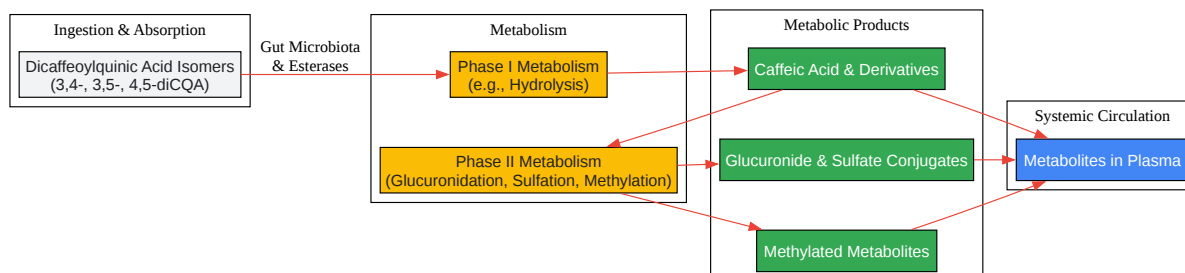 Ingestion & Absorption
Dicaffeoylquinic Acid Isomers
(3,4-, 3,5-, 4,5-diCQA)
Gut Microbiota
& Esterases
Metabolism
Phase I Metabolism
(e.g., Hydrolysis)
Phase II Metabolism
(Glucuronidation, Sulfation, Methylation)
Metabolic Products
Caffeic Acid & Derivatives
Glucuronide & Sulfate Conjugates
Methylated Metabolites
Systemic Circulation
Metabolites in Plasma